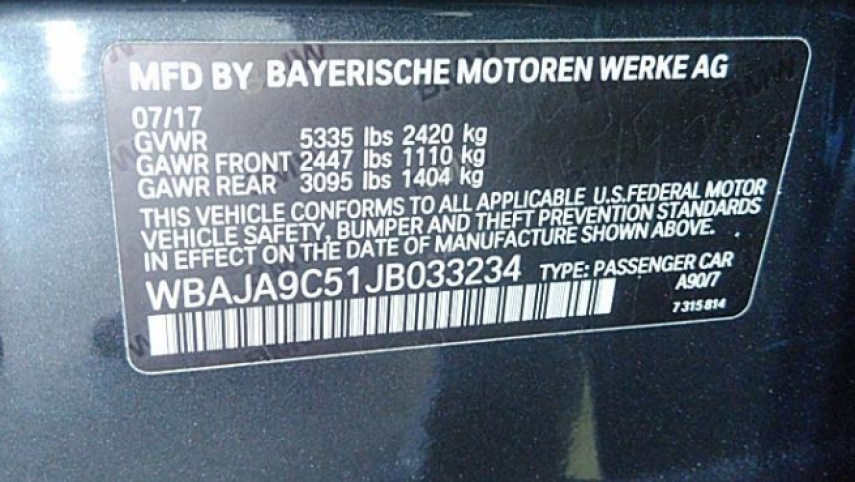 MFD BY BAYERISCHE MOTOREN WERKE AG
07/17
GVWR 5335 lbs 2420 kg
GAWR FRONT 2447 lbs 1110 kg
GAWR REAR 3095 lbs 1404 kg
THIS VEHICLE CONFORMS TO ALL APPLICABLE U.S.FEDERAL MOTOR
VEHICLE SAFETY, BUMPER AND THEFT PREVENTION STANDARDS
IN EFFECT ON THE DATE OF MANUFACTURE SHOWN ABOVE.
WBAJA9C51JB033234 TYPE: PASSENGER CAR
A90/7
7 315 814